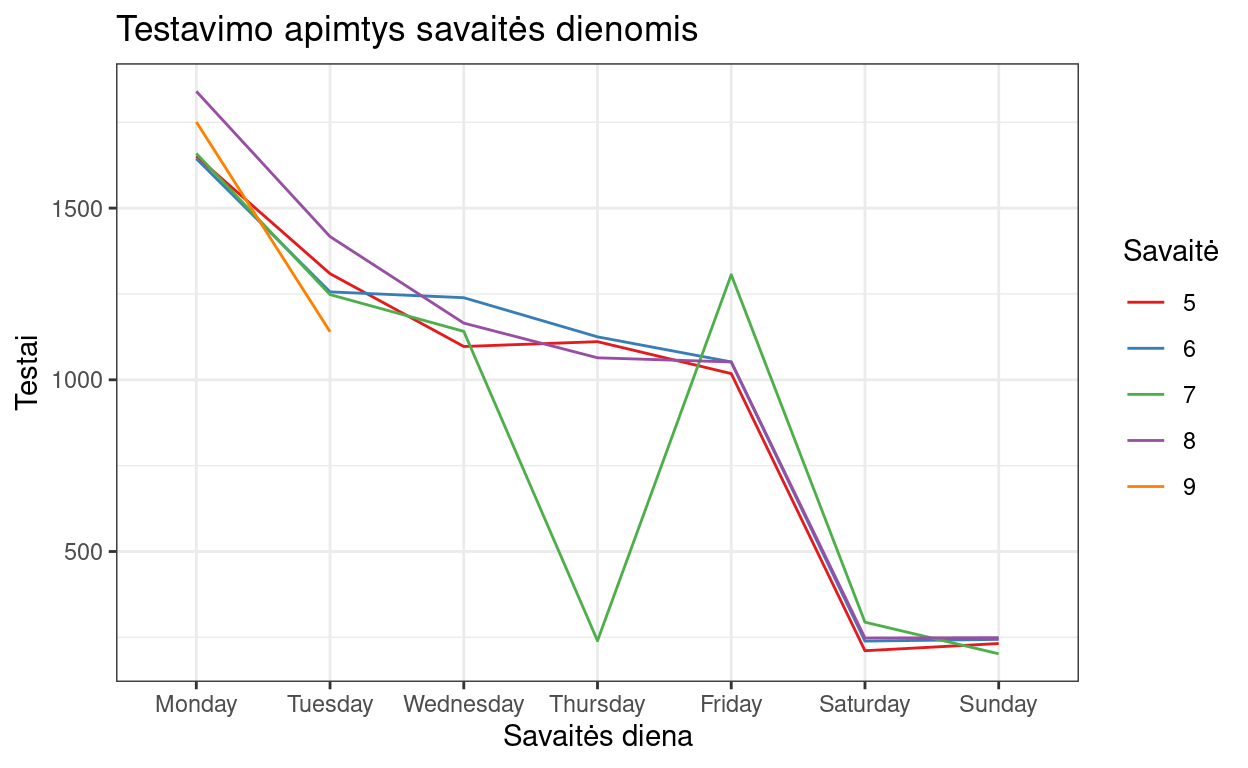 Testavimo apimtys savaitės dienomis
Testai
1500
1000
500
Monday Tuesday Wednesday Thursday Friday Saturday Sunday
Savaitės diena
Savaitė
5
6
7
8
9